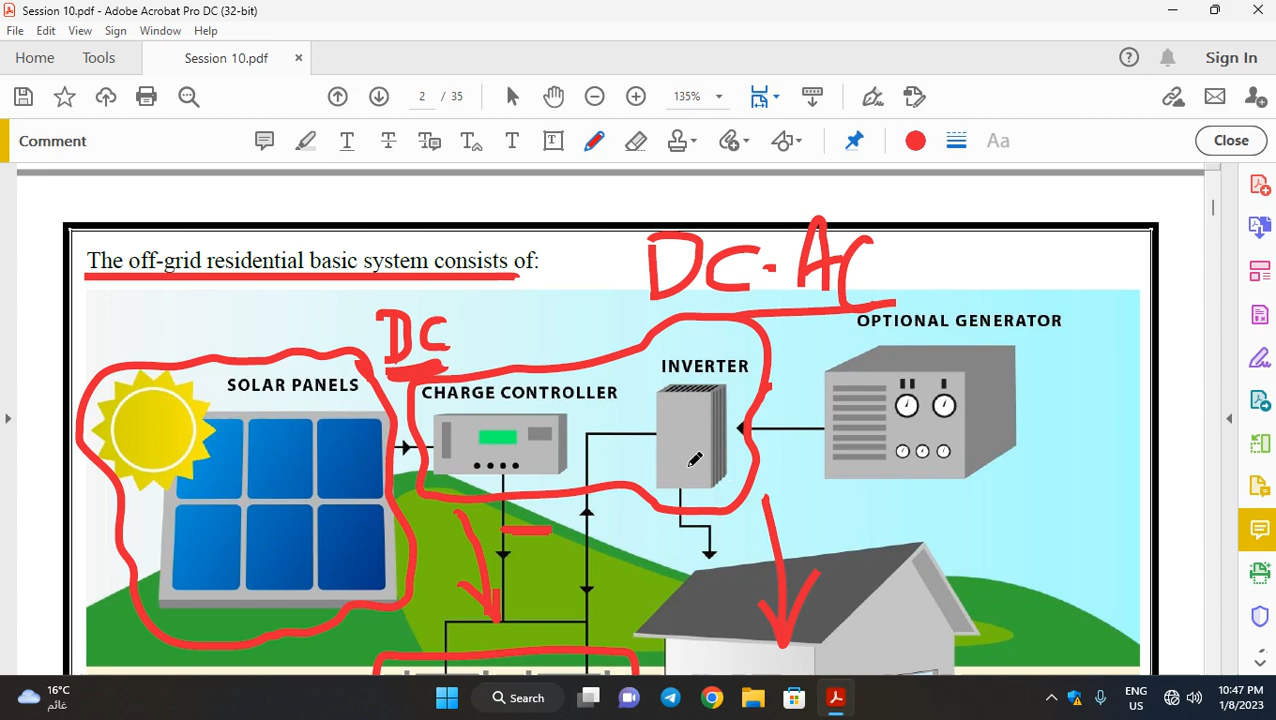 Session 10.pdf - Adobe Acrobat Pro DC (32-bit)
File Edit View Sign Window Help
Home Tools Session 10.pdf × Sign In
2 / 35 135%
Comment Aa Close
The off-grid residential basic system consists of:
DC-AC
OPTIONAL GENERATOR
DC
INVERTER
SOLAR PANELS
CHARGE CONTROLLER
16°C
غائم
Search
ENG
US
10:47 PM
1/8/2023